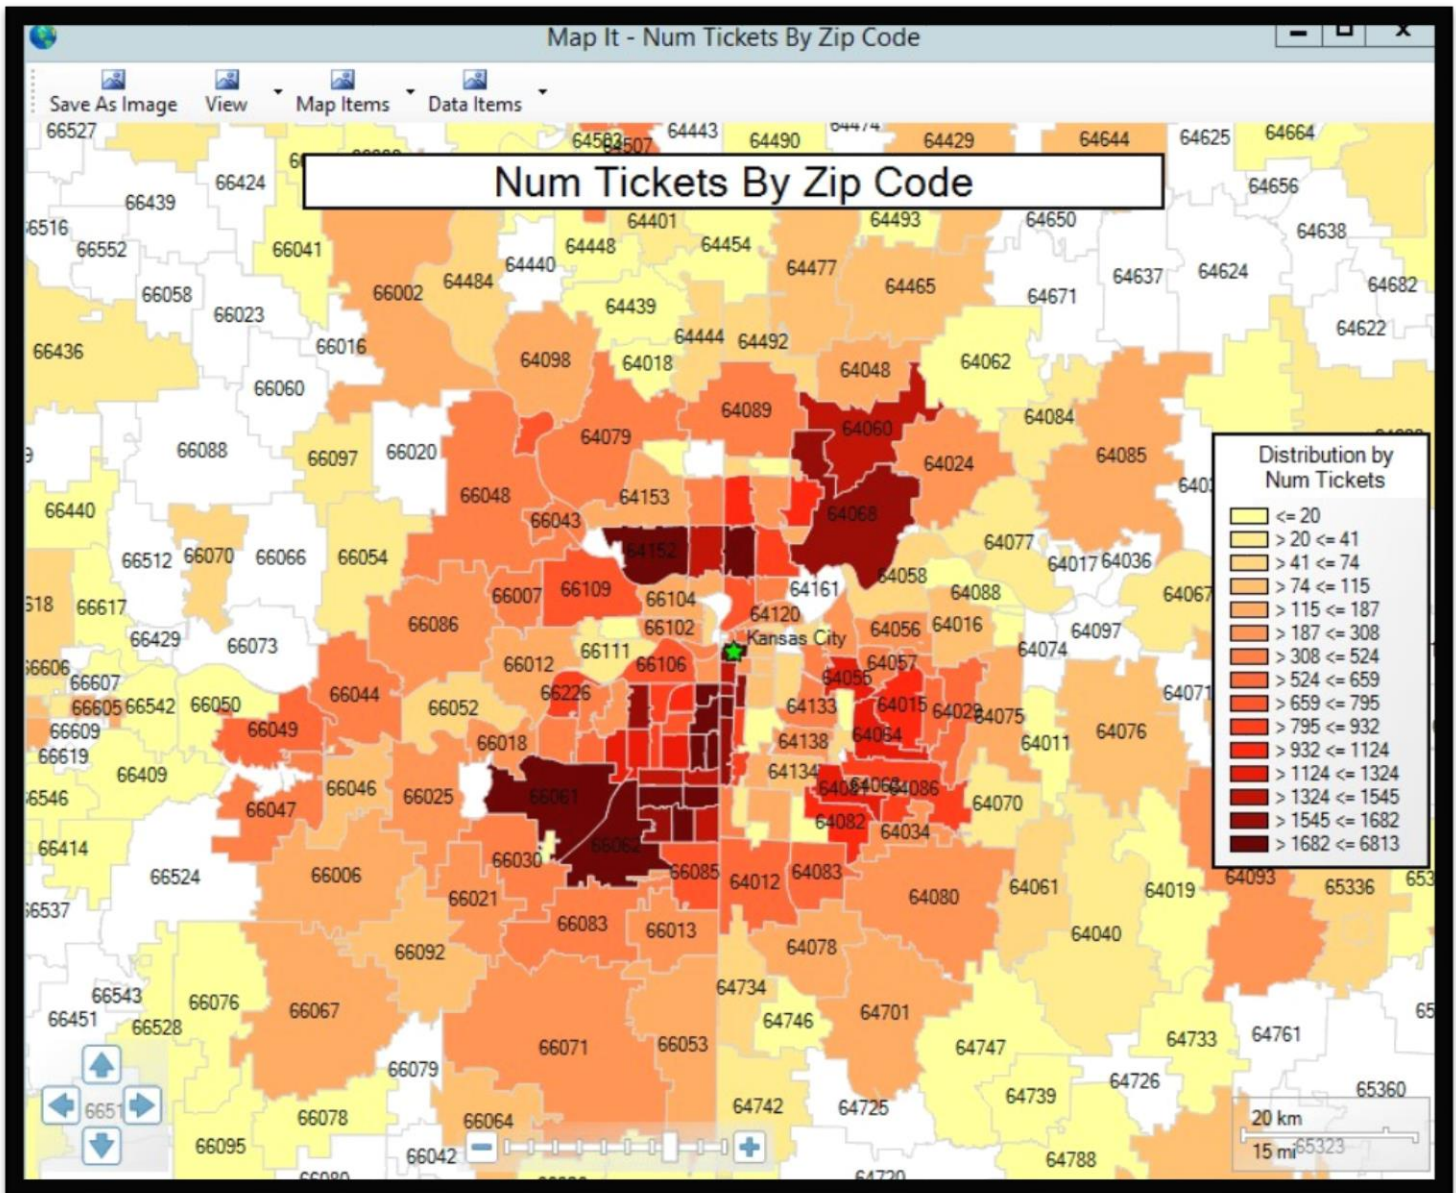 Map It - Num Tickets By Zip Code
Save As Image View Map Items Data Items
66527 64443 64490 64429 64644 64625 64664
64507
Num Tickets By Zip Code
66424 64656
66439
64401 64493 64650
66552 66041 64448 64454 64638
64440
66058 66002 64484 64477 64465 64637 64624 64682
66023 64439 64671
64622
66436 66016 64444 64492
66060 64098 64018 64048 64062
64089 64084
66088 66097 66020 64079 64060 64024 64085
66440 66048 64153 64068
66043
66512 66070 66066 66054 64152 64077
64017 64036
64058
66617 66007 66109 66104 64161 64088 64067
66429 66073 66086 66102 64120 64056 64016 64097
Kansas City
64074
66012 66111 66106 64057
66607 64055
66605 66542 66050 66044 66052 66226 64133 64015 64029 64075 64071
66609 66049 66018 64138 64064 64011 64076
66619
66409 66046 66025 66061 64134 64086 64070
66047 64082 64034
66414 66030 66062
66524 66006 66085 64012 64083 64061 64019 64093 65336
66021 64080
66083 66013 64040
66092 64078
66543 66076 66067 64734 64701
66451 66528 64746 64733 64761
66071 66053 64747
66079 64726 65360
66078 66064 64742 64725 64739
66095 66042 64788 65323
Distribution by
Num Tickets
<= 20
> 20 <= 41
> 41 <= 74
> 74 <= 115
> 115 <= 187
> 187 <= 308
> 308 <= 524
> 524 <= 659
> 659 <= 795
> 795 <= 932
> 932 <= 1124
> 1124 <= 1324
> 1324 <= 1545
> 1545 <= 1682
> 1682 <= 6813
20 km
15 mi